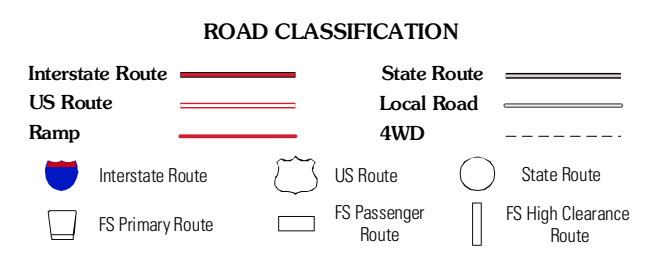 ROAD CLASSIFICATION
Interstate Route
State Route
US Route
Local Road
Ramp
4WD
Interstate Route
US Route
State Route
FS Primary Route
FS Passenger
Route
FS High Clearance
Route